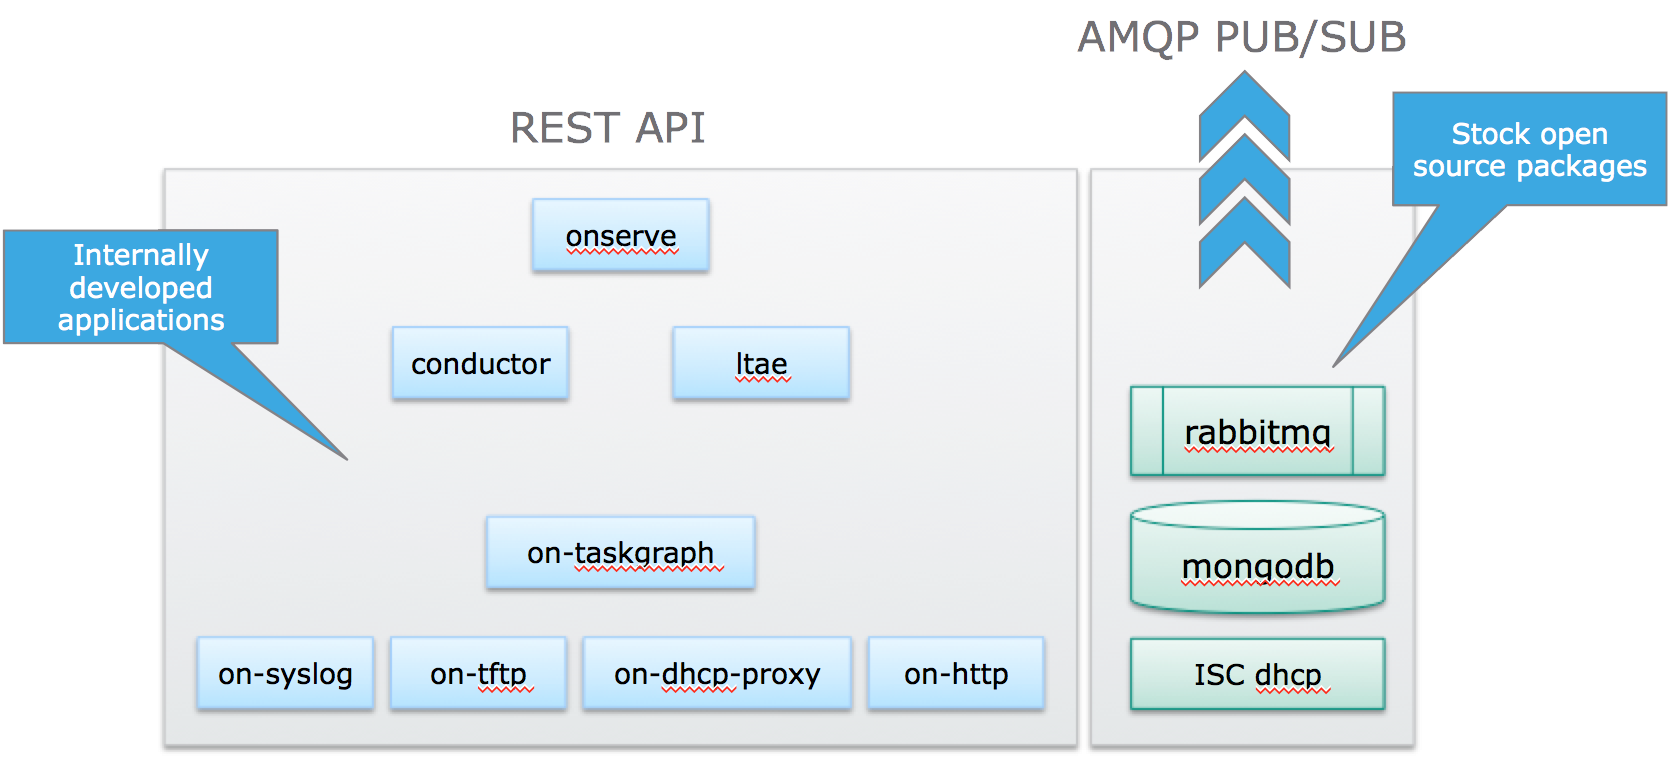 AMQP PUB/SUB
REST API
Stock open
source packages
onserve
Internally
developed
applications
conductor
ltae
rabbitmq
on-taskgraph
mongodb
on-syslog
on-tftp
on-dhcp-proxy
on-http
ISC dhcp